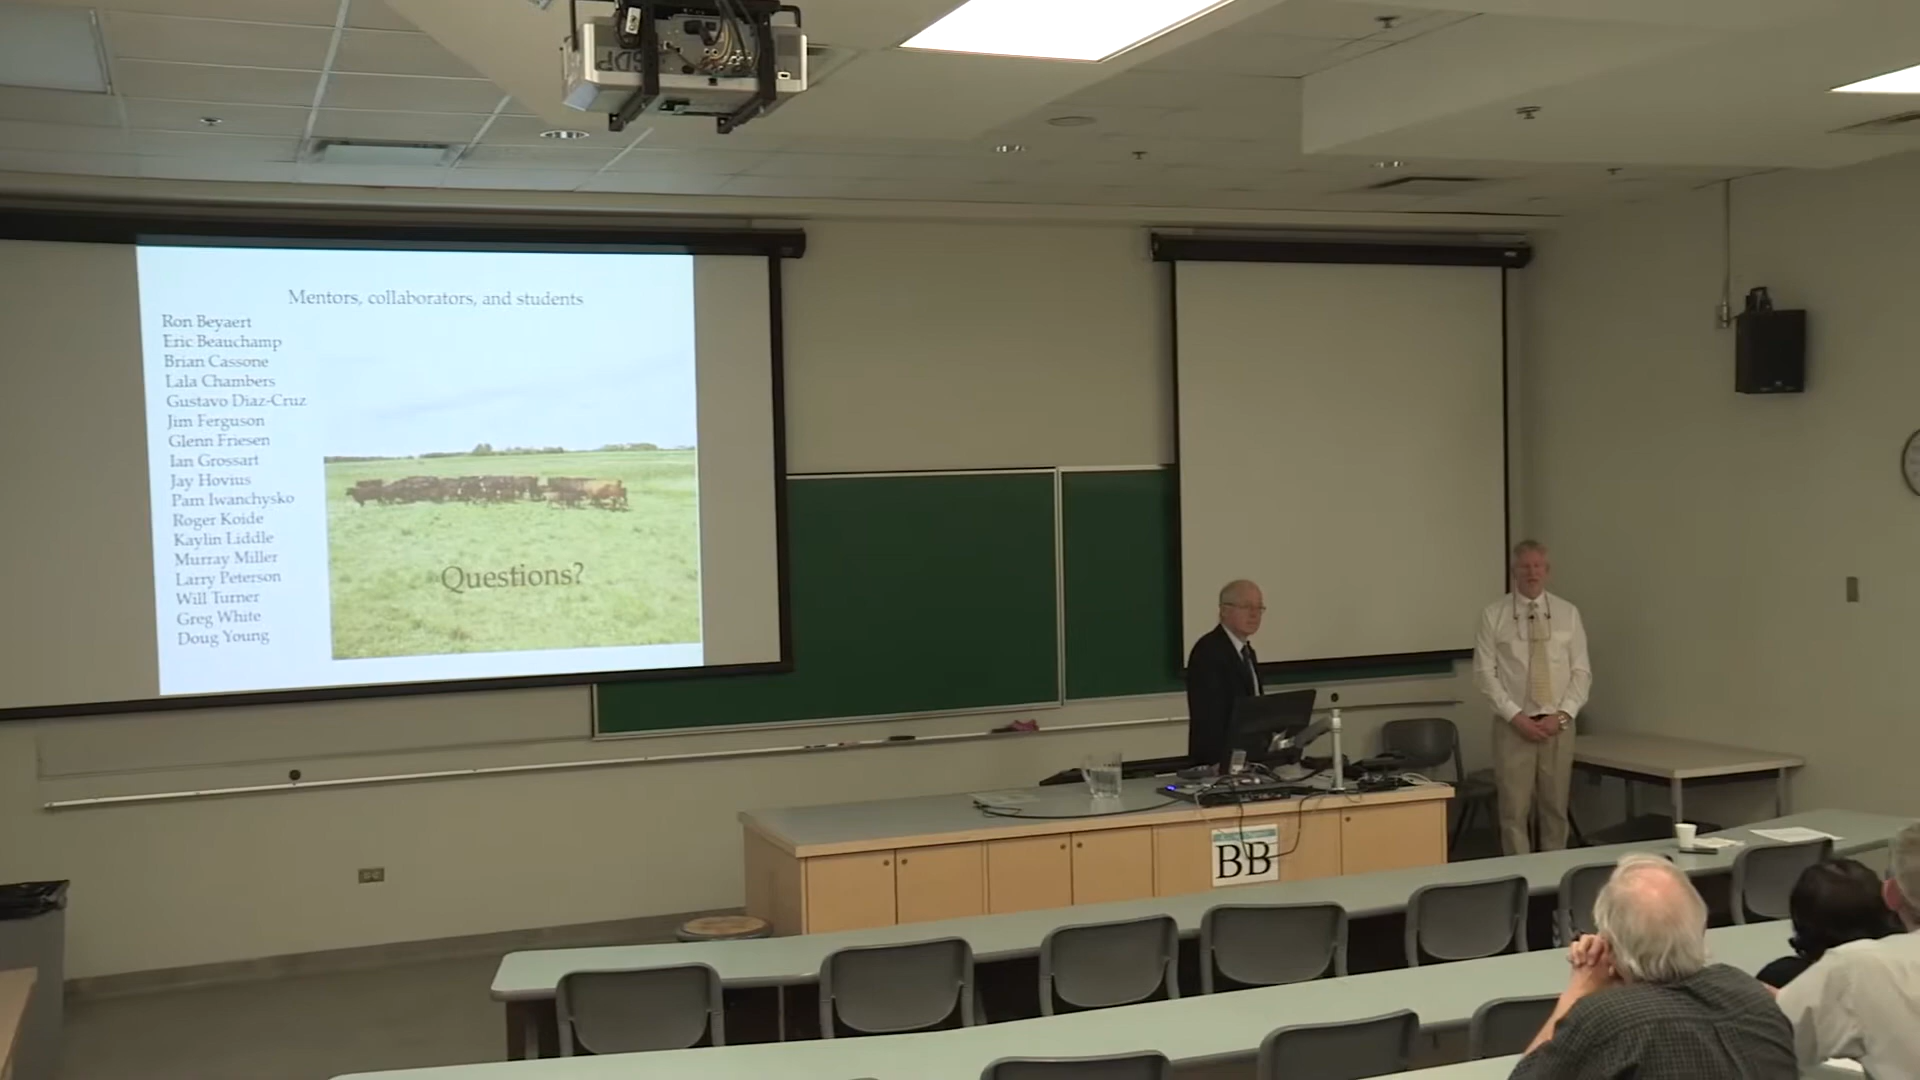 Mentors, collaborators, and students
Ron Beyaert
Eric Beauchamp
Brian Cassone
Lala Chambers
Gustavo Diaz-Cruz
Jim Ferguson
Glenn Friesen
Ian Grossart
Jay Hovius
Pam Iwanchysko
Roger Koide
Kaylin Liddle
Murray Miller
Larry Peterson
Will Turner
Greg White
Doug Young
Questions?
BB